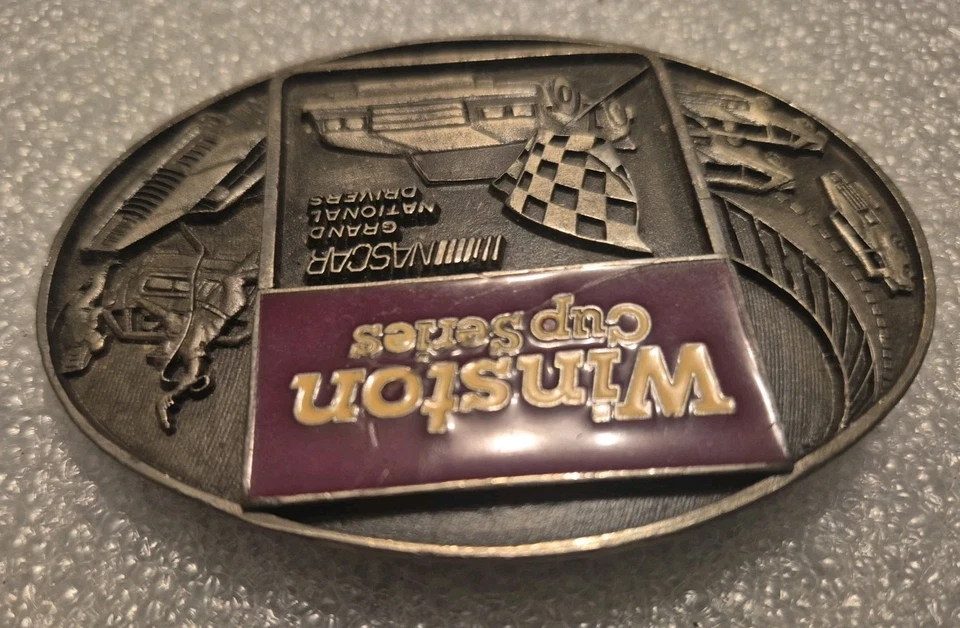 Winston
Cup Series
NASCAR
GRAND
NATIONAL
DRIVERS